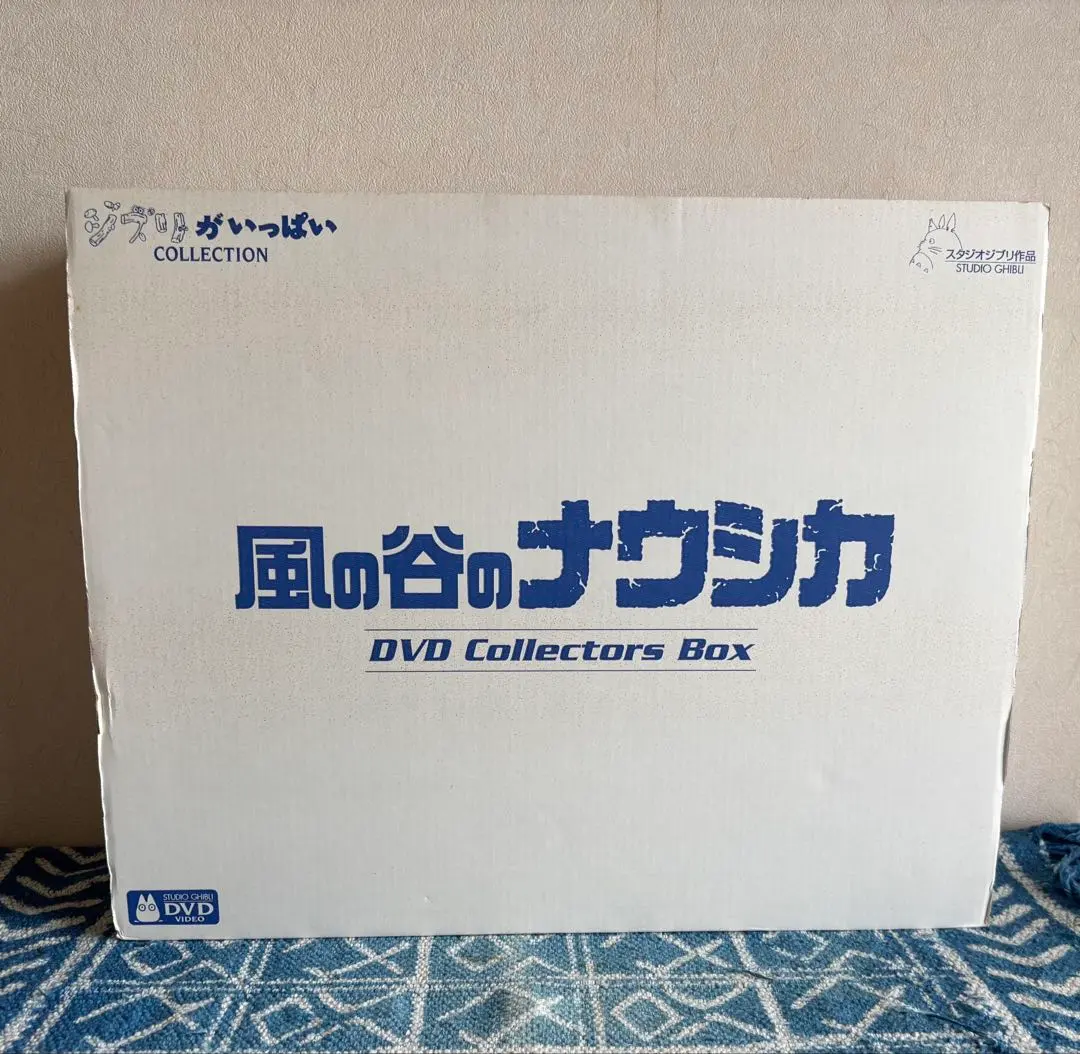 ジブリがいっぱい
COLLECTION
スタジオジブリ作品
STUDIO GHIBLI
風の谷のナウシカ
DVD Collectors Box
STUDIO GHIBLI
DVD
VIDEO